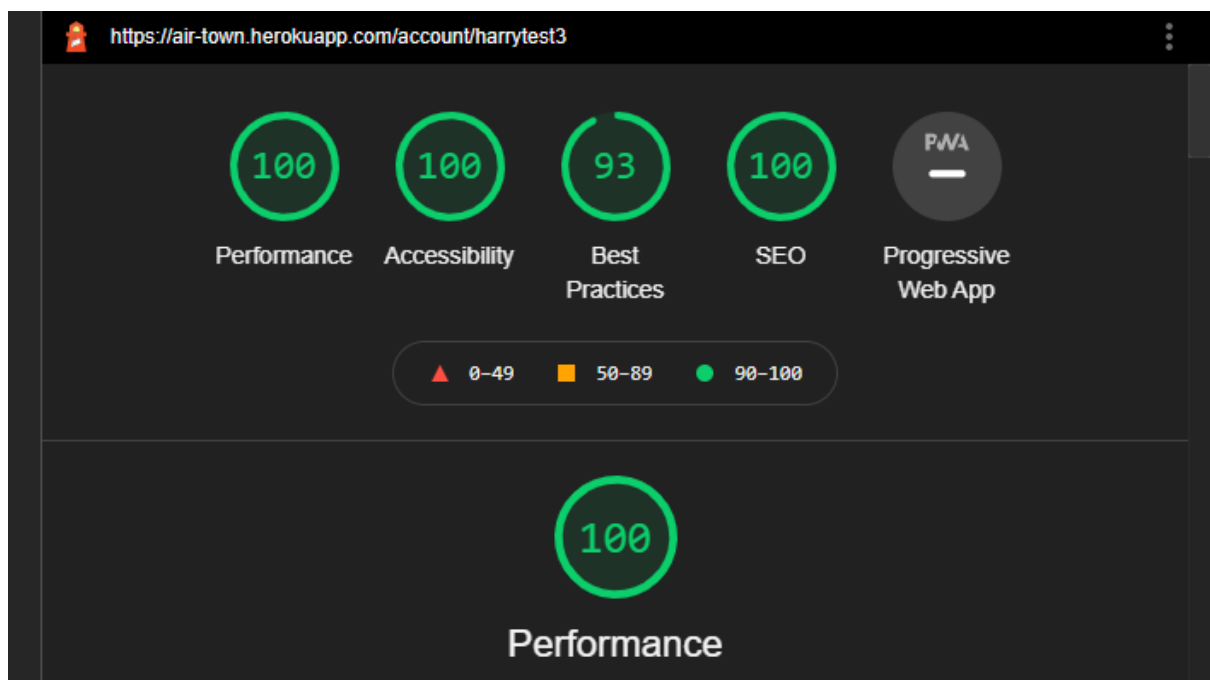 https://air-town.herokuapp.com/account/harrytest3
100
100
93
100
PWA
Performance
Accessibility
Best
Practices
SEO
Progressive
Web App
0–49
50–89
90–100
100
Performance